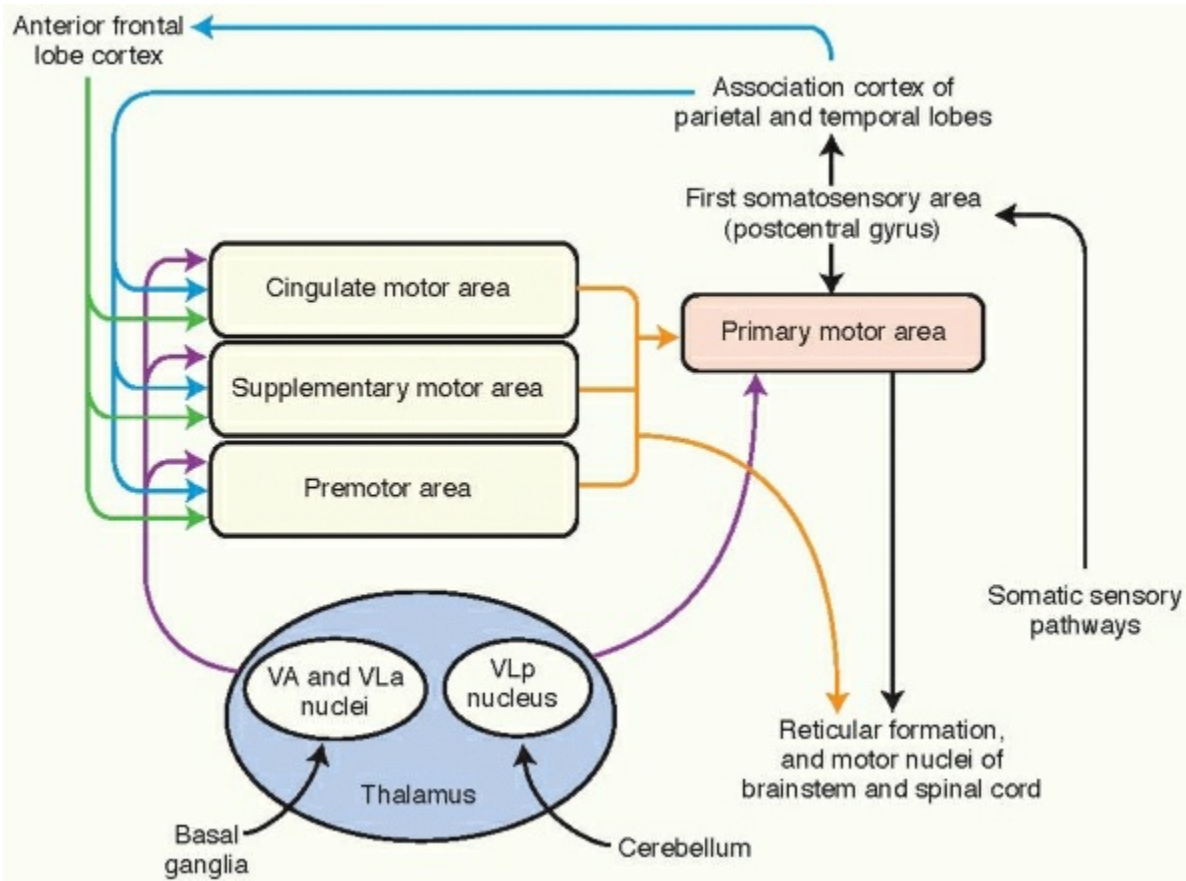 Anterior frontal
lobe cortex
Association cortex of
parietal and temporal lobes
First somatosensory area
(postcentral gyrus)
Cingulate motor area
Primary motor area
Supplementary motor area
Premotor area
Somatic sensory
pathways
VA and VLa
nuclei
VLp
nucleus
Thalamus
Reticular formation,
and motor nuclei of
brainstem and spinal cord
Basal
ganglia
Cerebellum